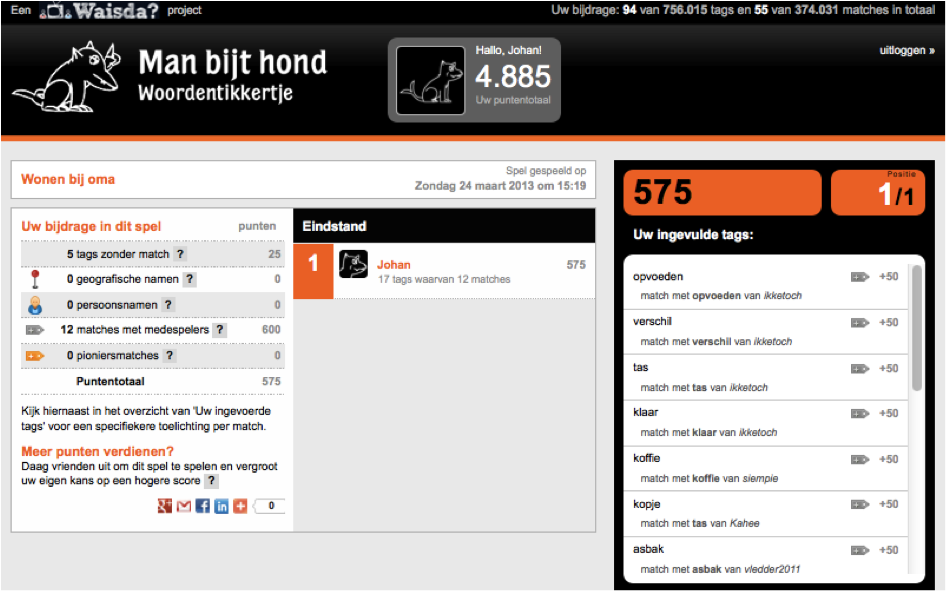 Een Waisda? project
Uw bijdrage: 94 van 756.015 tags en 55 van 374.031 matches in totaal
Man bijt hond
Woordentikkertje
Hallo, Johan!
4.885
Uw puntentotaal
uitloggen »
Wonen bij oma
Spel gespeeld op
Zondag 24 maart 2013 om 15:19
Uw bijdrage in dit spel punten
5 tags zonder match ? 25
0 geografische namen ? 0
0 persoonsnamen ? 0
12 matches met medespelers ? 600
0 pioniersmatches ? 0
Puntentotaal 575
Kijk hiernaast in het overzicht van 'Uw ingevoerde
tags' voor een specifiekere toelichting per match.
Meer punten verdienen?
Daag vrienden uit om dit spel te spelen en vergroot
uw eigen kans op een hogere score ?
0
Eindstand
1
Johan 575
17 tags waarvan 12 matches
575
Positie
1/1
Uw ingevulde tags:
opvoeden +50
match met opvoeden van ikketoch
verschil +50
match met verschil van ikketoch
tas +50
match met tas van ikketoch
klaar +50
match met klaar van ikketoch
koffie +50
match met koffie van siempie
kopje +50
match met tas van Kahee
asbak +50
match met asbak van vledder2011